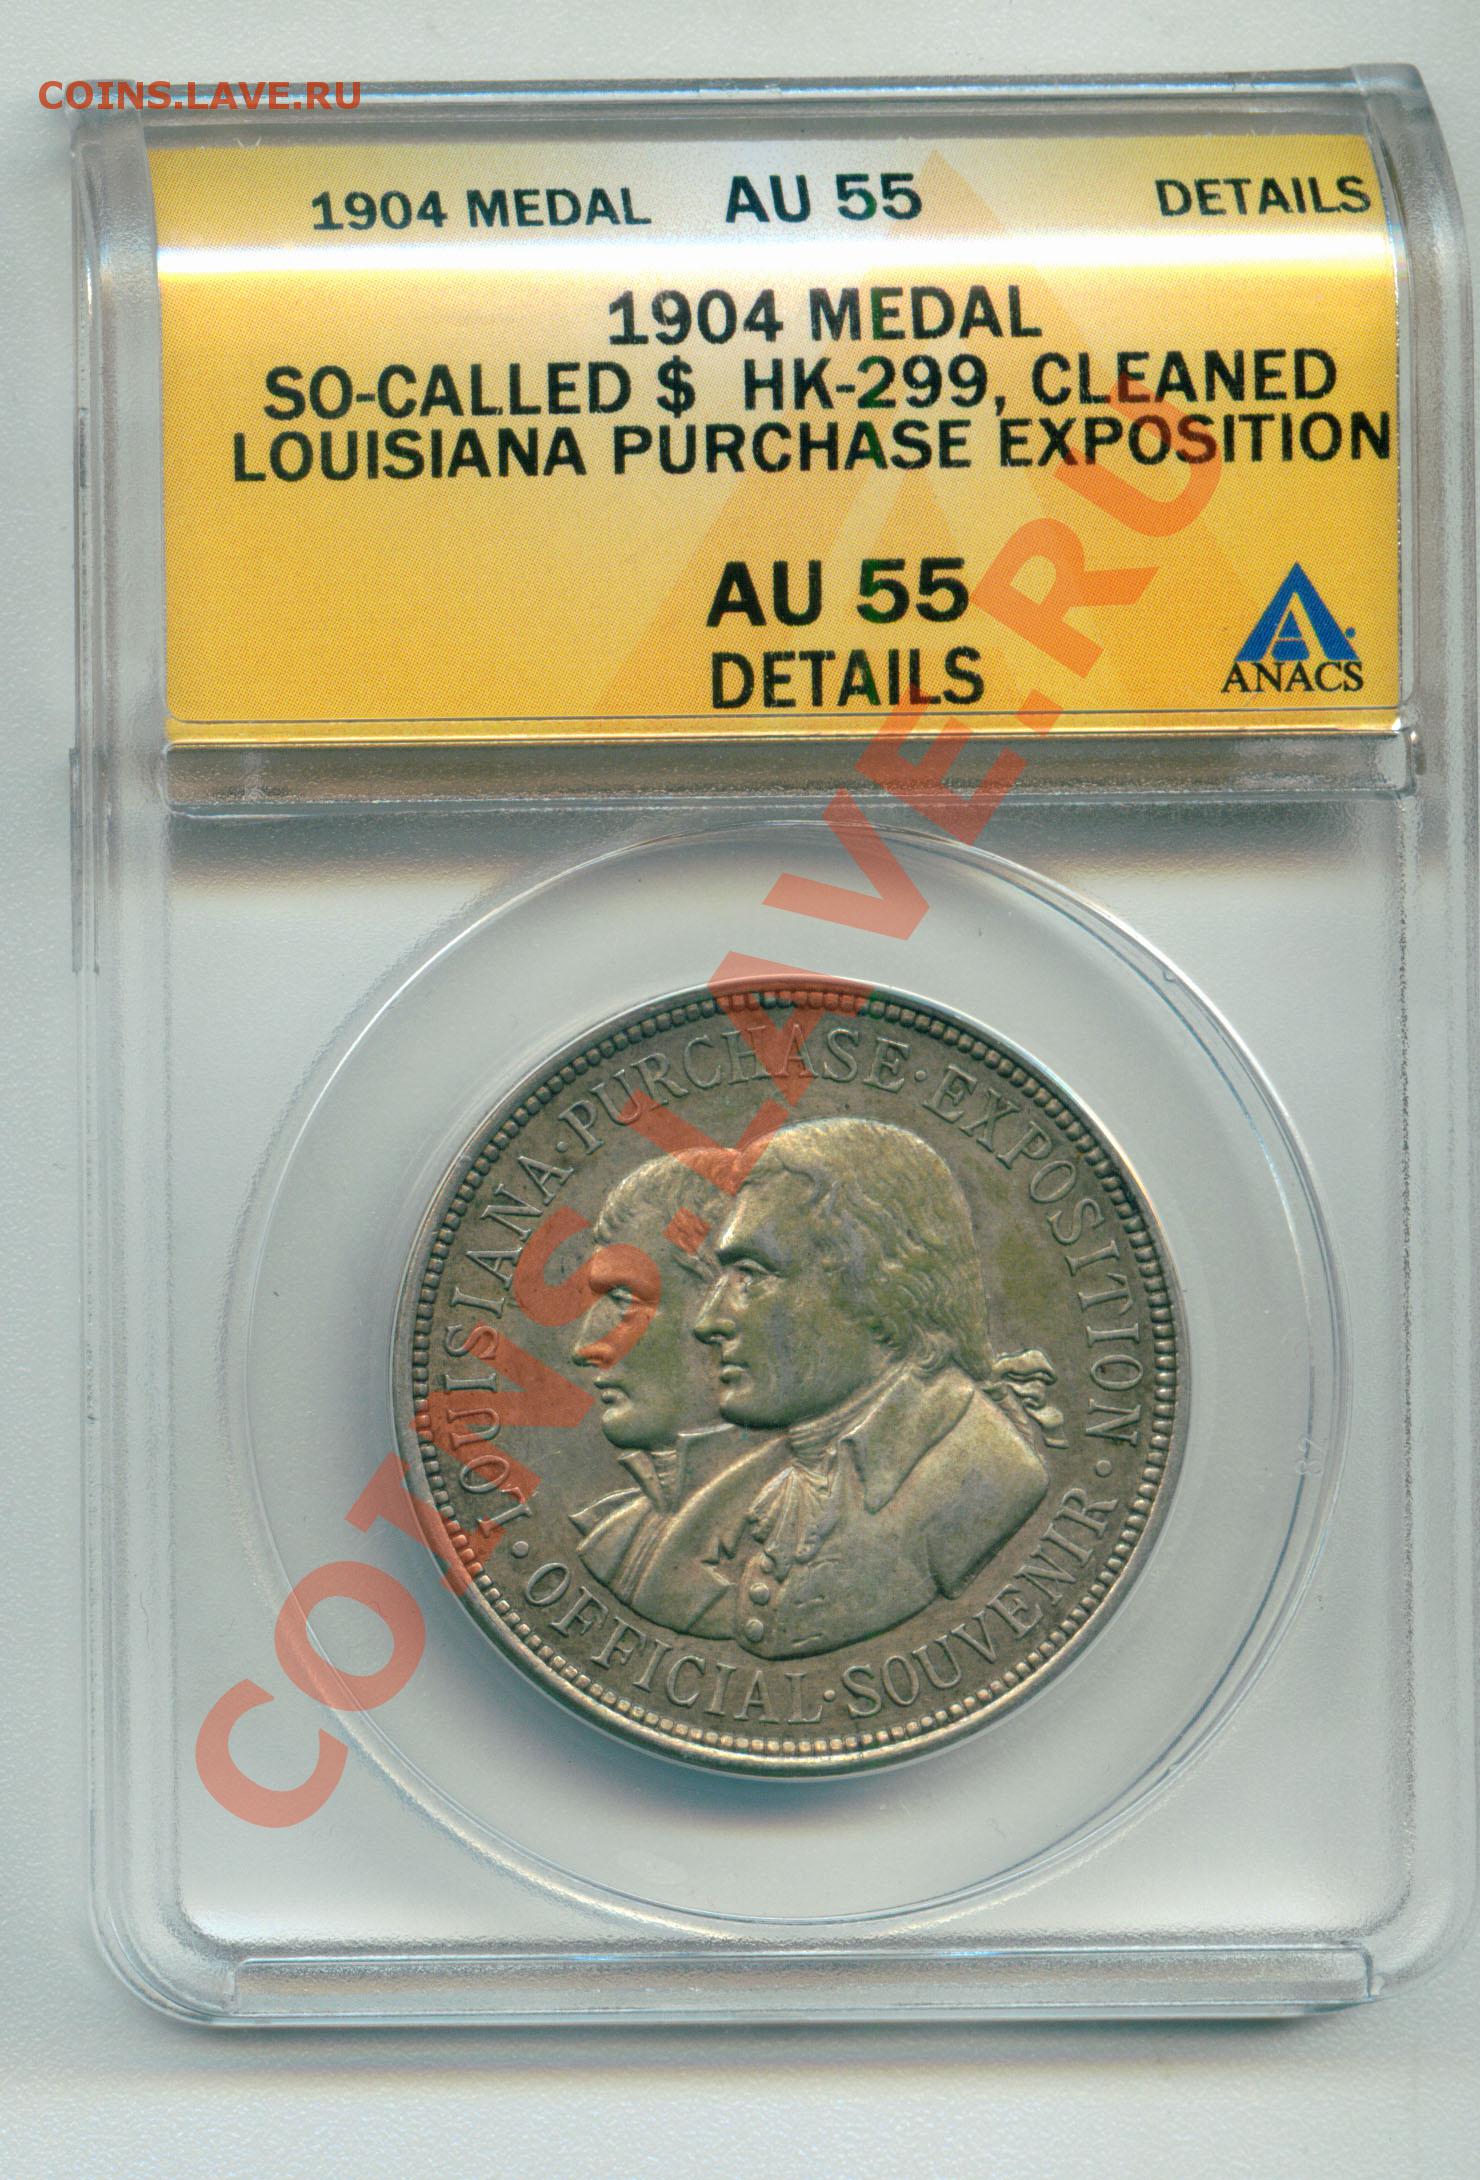 COINS.LAVE.RU
1904 MEDAL AU 55 DETAILS
1904 MEDAL
SO-CALLED $ HK-299, CLEANED
LOUISIANA PURCHASE EXPOSITION
AU 55
DETAILS
ANACS
COINS.LAVE.RU
LOUISIANA · PURCHASE · EXPOSITION ·
· OFFICIAL · SOUVENIR